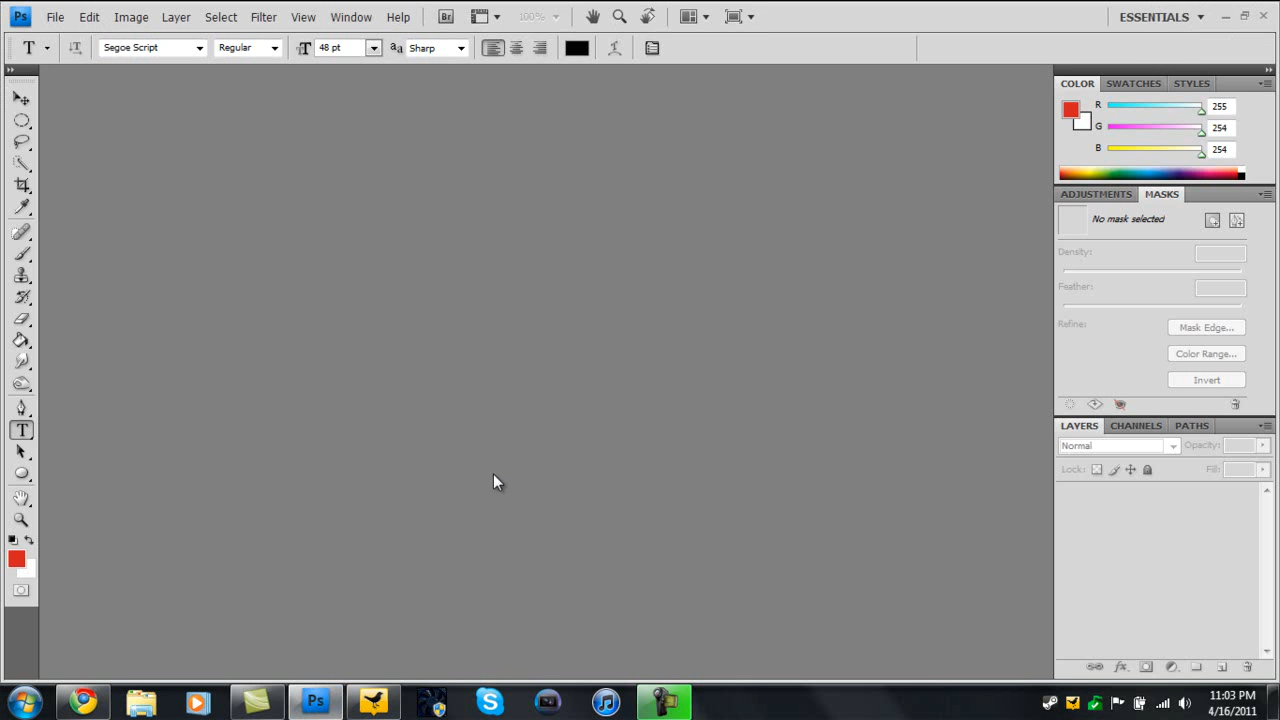 Ps File Edit Image Layer Select Filter View Window Help Br 100% ESSENTIALS
T T Segoe Script Regular T 48 pt aa Sharp
COLOR SWATCHES STYLES
R 255
G 254
B 254
ADJUSTMENTS MASKS
No mask selected
Density:
Feather:
Refine:
Mask Edge...
Color Range...
Invert
T
LAYERS CHANNELS PATHS
Normal Opacity:
Lock: Fill:
fx
Ps S
11:03 PM
4/16/2011